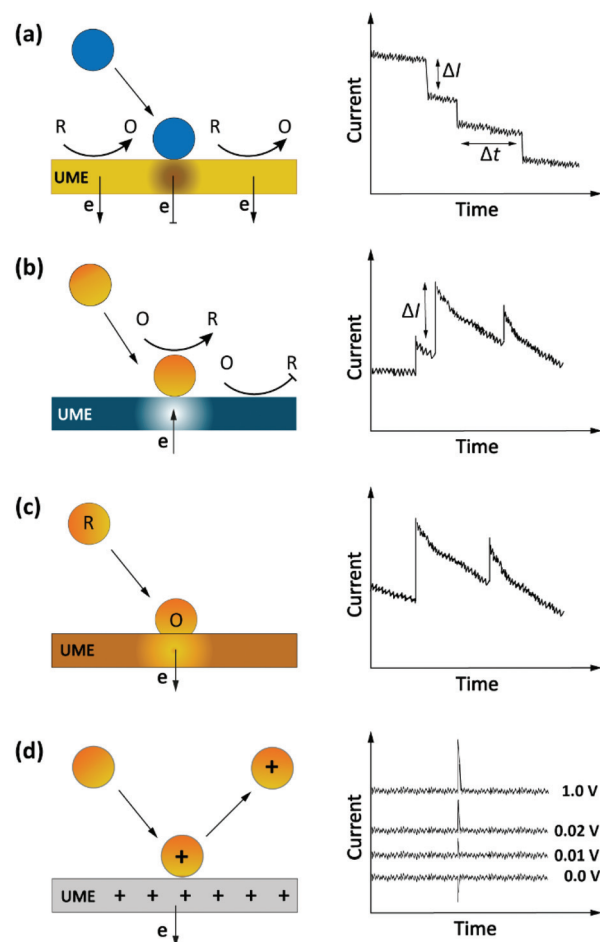 (a)
R O R O
UME
e e e
Current
ΔI
Δt
Time
(b)
O R
O R
UME
e
Current
ΔI
Time
(c)
R
O
UME
e
Current
Time
(d)
+
+
UME + + + + + +
e
Current
1.0 V
0.02 V
0.01 V
0.0 V
Time